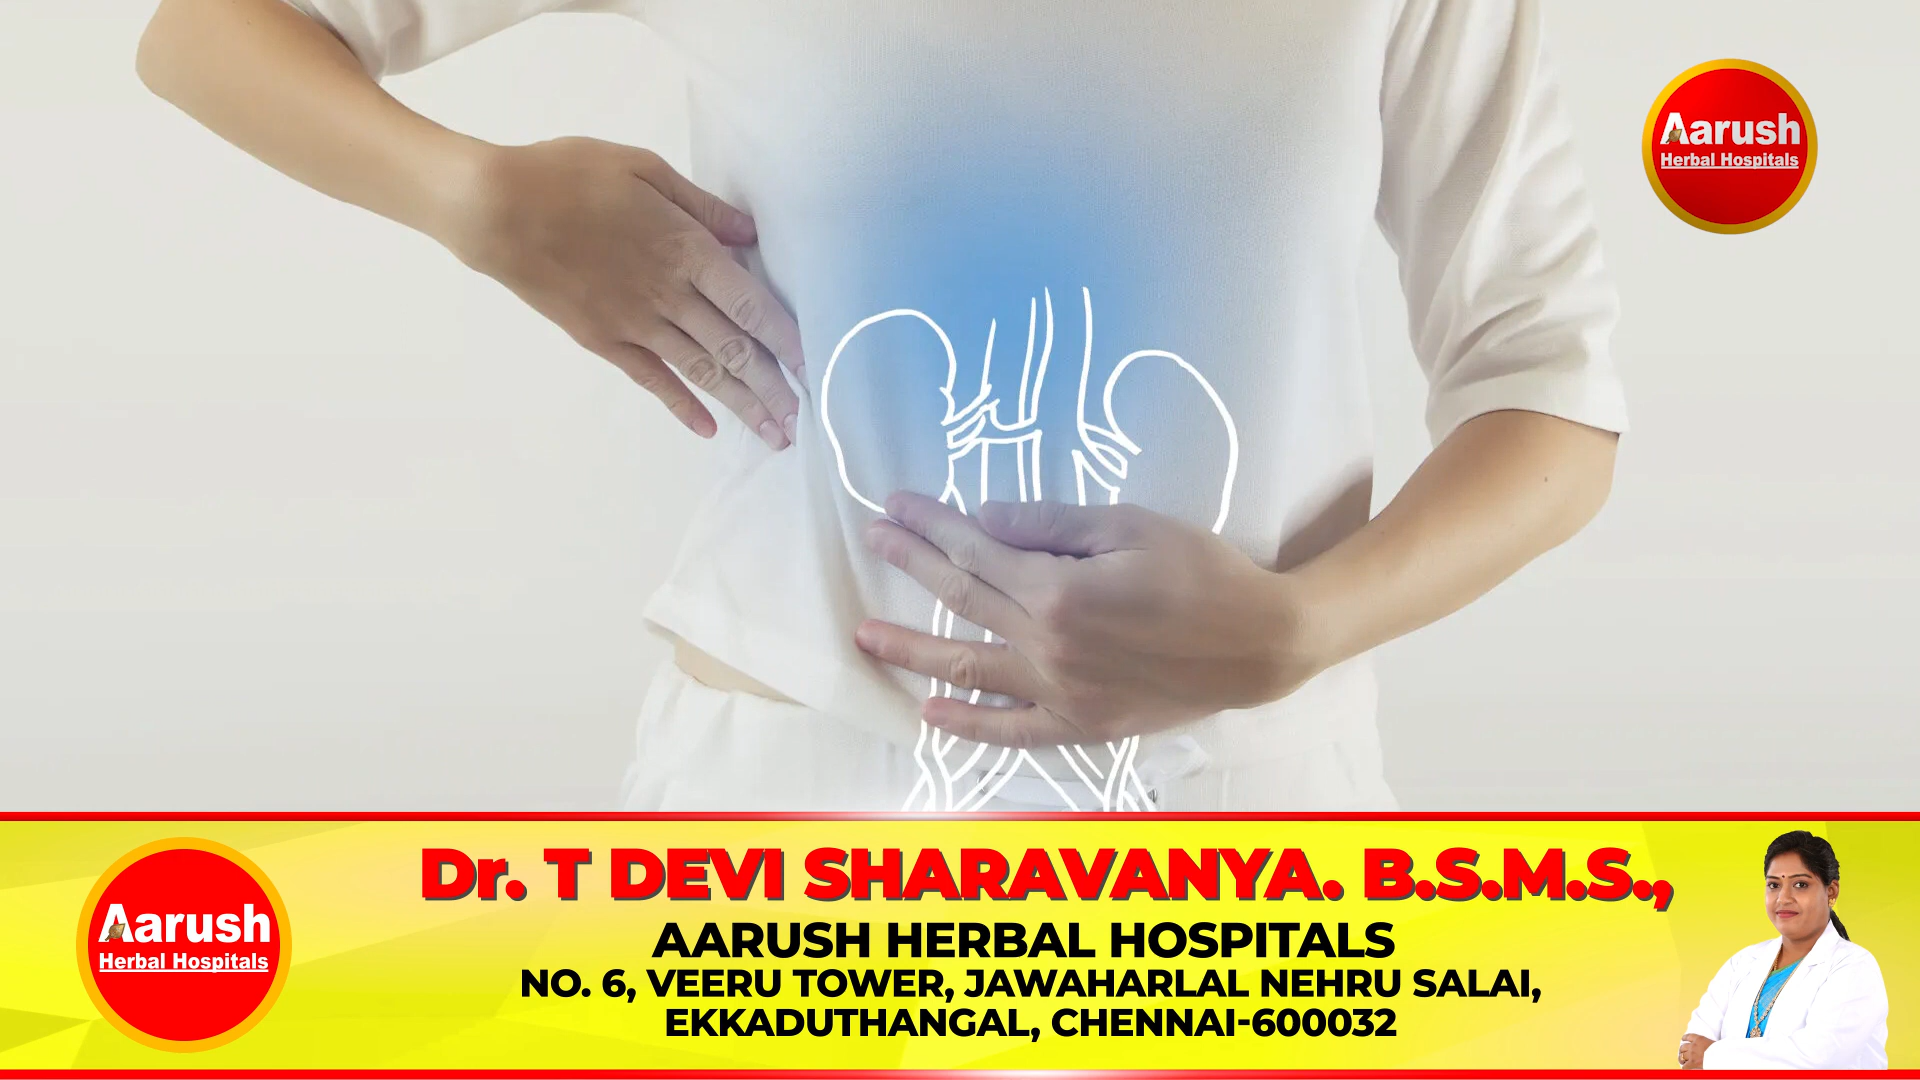 Aarush
Herbal Hospitals
Aarush
Herbal Hospitals
Dr. T DEVI SHARAVANYA. B.S.M.S.,
AARUSH HERBAL HOSPITALS
NO. 6, VEERU TOWER, JAWAHARLAL NEHRU SALAI,
EKKADUTHANGAL, CHENNAI-600032